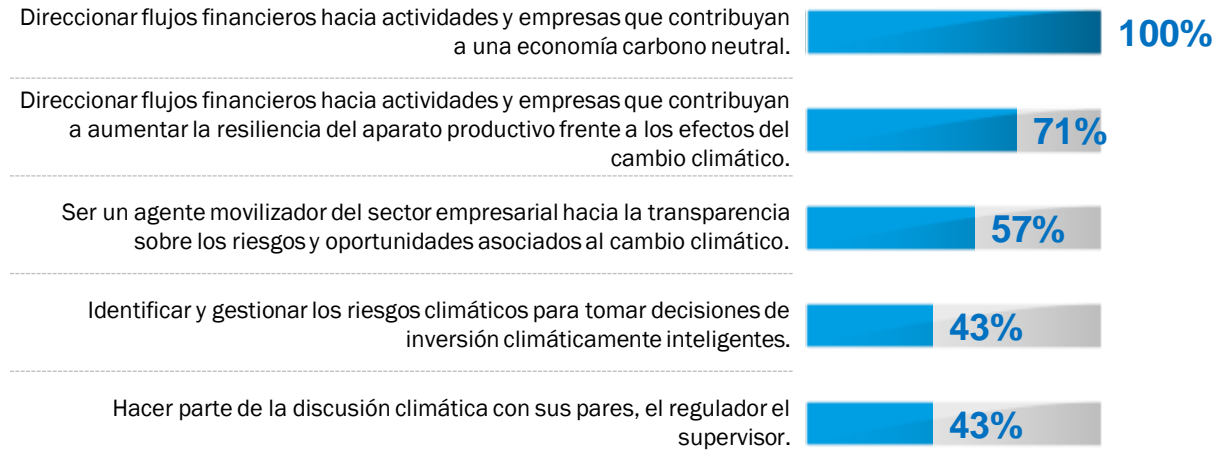 Direccionar flujos financieros hacia actividades y empresas que contribuyan
a una economía carbono neutral.
100%
Direccionar flujos financieros hacia actividades y empresas que contribuyan
a aumentar la resiliencia del aparato productivo frente a los efectos del
cambio climático.
71%
Ser un agente movilizador del sector empresarial hacia la transparencia
sobre los riesgos y oportunidades asociados al cambio climático.
57%
Identificar y gestionar los riesgos climáticos para tomar decisiones de
inversión climáticamente inteligentes.
43%
Hacer parte de la discusión climática con sus pares, el regulador el
supervisor.
43%